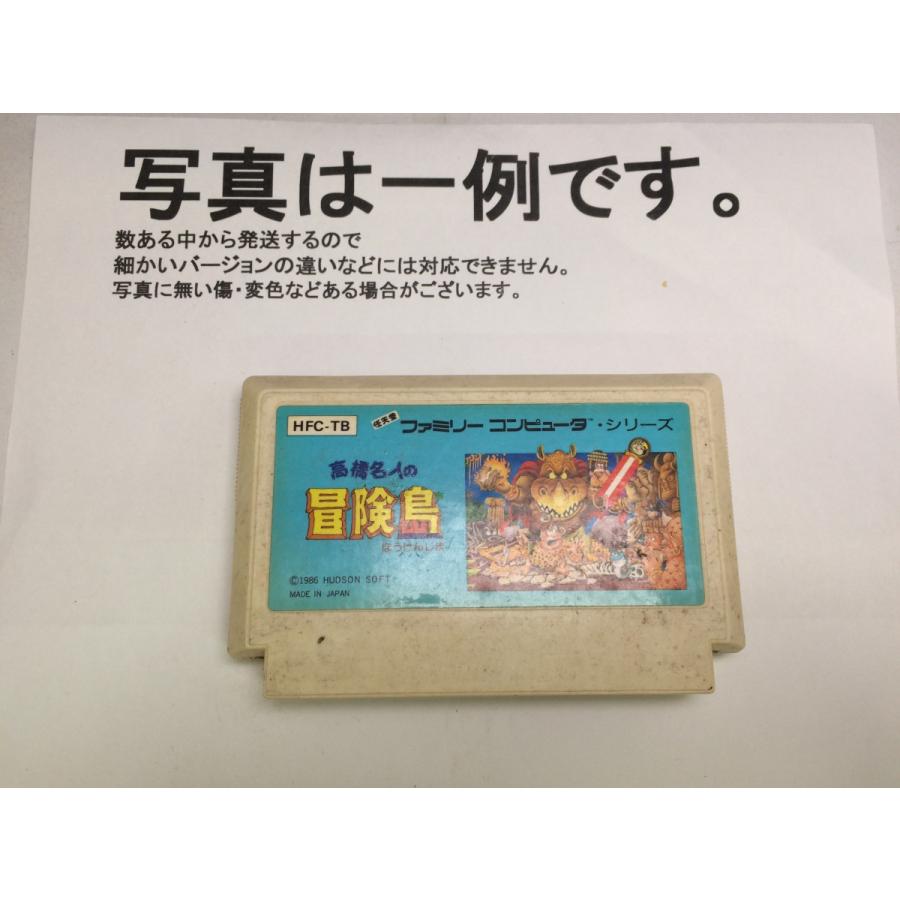 写真は一例です。
数ある中から発送するので
細かいバージョンの違いなどには対応できません。
写真に無い傷・変色などある場合がございます。
HFC-TB 任天堂 ファミリー コンピュータ™・シリーズ
高橋名人の
冒険島
ぼうけんじま
©1986 HUDSON SOFT
MADE IN JAPAN